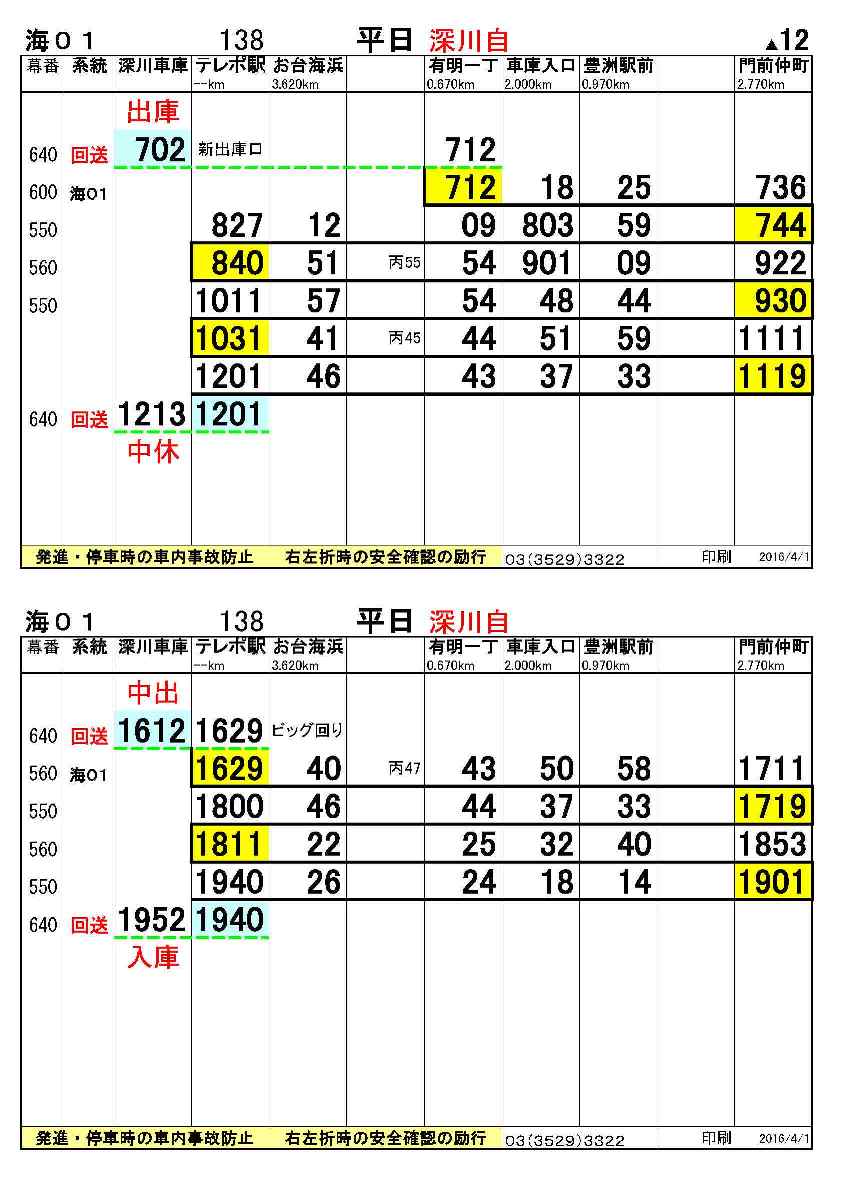 海０１ 138 平日 深川自 ▲12
幕番 系統 深川車庫 テレポ駅 お台海浜 有明一丁 車庫入口 豊洲駅前 門前仲町
--km 3.620km 0.670km 2.000km 0.970km 2.770km
出庫
640 回送 702 新出庫口 712
600 海01 712 18 25 736
550 827 12 09 803 59 744
560 840 51 丙55 54 901 09 922
550 1011 57 54 48 44 930
1031 41 丙45 44 51 59 1111
1201 46 43 37 33 1119
640 回送 1213 1201
中休
発進・停車時の車内事故防止 右左折時の安全確認の励行 03(3529)3322 印刷 2016/4/1
海０１ 138 平日 深川自
幕番 系統 深川車庫 テレポ駅 お台海浜 有明一丁 車庫入口 豊洲駅前 門前仲町
--km 3.620km 0.670km 2.000km 0.970km 2.770km
中出
640 回送 1612 1629 ビッグ回り
560 海01 1629 40 丙47 43 50 58 1711
550 1800 46 44 37 33 1719
560 1811 22 25 32 40 1853
550 1940 26 24 18 14 1901
640 回送 1952 1940
入庫
発進・停車時の車内事故防止 右左折時の安全確認の励行 03(3529)3322 印刷 2016/4/1